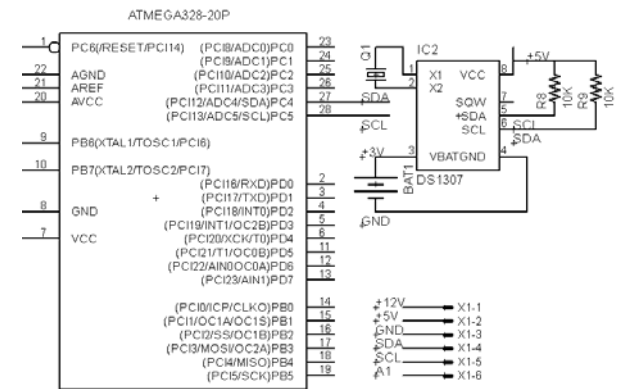 ATMEGA328-20P
1 PC6(/RESET/PCI14) (PCI8/ADC0)PC0 23
(PCI9/ADC1)PC1 24
22 AGND (PCI10/ADC2)PC2 25
21 AREF (PCI11/ADC3)PC3 26
20 AVCC (PCI12/ADC4/SDA)PC4 27
(PCI13/ADC5/SCL)PC5 28
9 PB6(XTAL1/TOSC1/PCI6)
10 PB7(XTAL2/TOSC2/PCI7)
(PCI16/RXD)PD0 2
(PCI17/TXD)PD1 3
8 GND (PCI18/INT0)PD2 4
(PCI19/INT1/OC2B)PD3 5
7 VCC (PCI20/XCK/T0)PD4 6
(PCI21/T1/OC0B)PD5 11
(PCI22/AIN0OC0A)PD6 12
(PCI23/AIN1)PD7 13
(PCI0/ICP/CLKO)PB0 14
(PCI1/OC1A/OC1S)PB1 15
(PCI2/SS/OC1B)PB2 16
(PCI3/MOSI/OC2A)PB3 17
(PCI4/MISO)PB4 18
(PCI5/SCK)PB5 19
SDA
SCL
Q1
IC2
1 X1 VCC 8
2 X2
SQW 7
+SDA 5
SCL 6
3 VBATGND 4
DS1307
+5V
R8
10K
R9
10K
SCL
SDA
+3V
BAT1
GND
+12V X1-1
+5V X1-2
GND X1-3
SDA X1-4
SCL X1-5
A1 X1-6